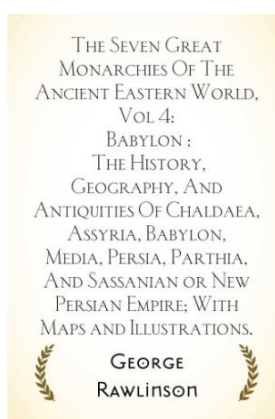 The Seven Great
Monarchies Of The
Ancient Eastern World,
Vol 4:
Babylon :
The History,
Geography, And
Antiquities Of Chaldaea,
Assyria, Babylon,
Media, Persia, Parthia,
And Sassanian or New
Persian Empire; With
Maps and Illustrations.
George
Rawlinson